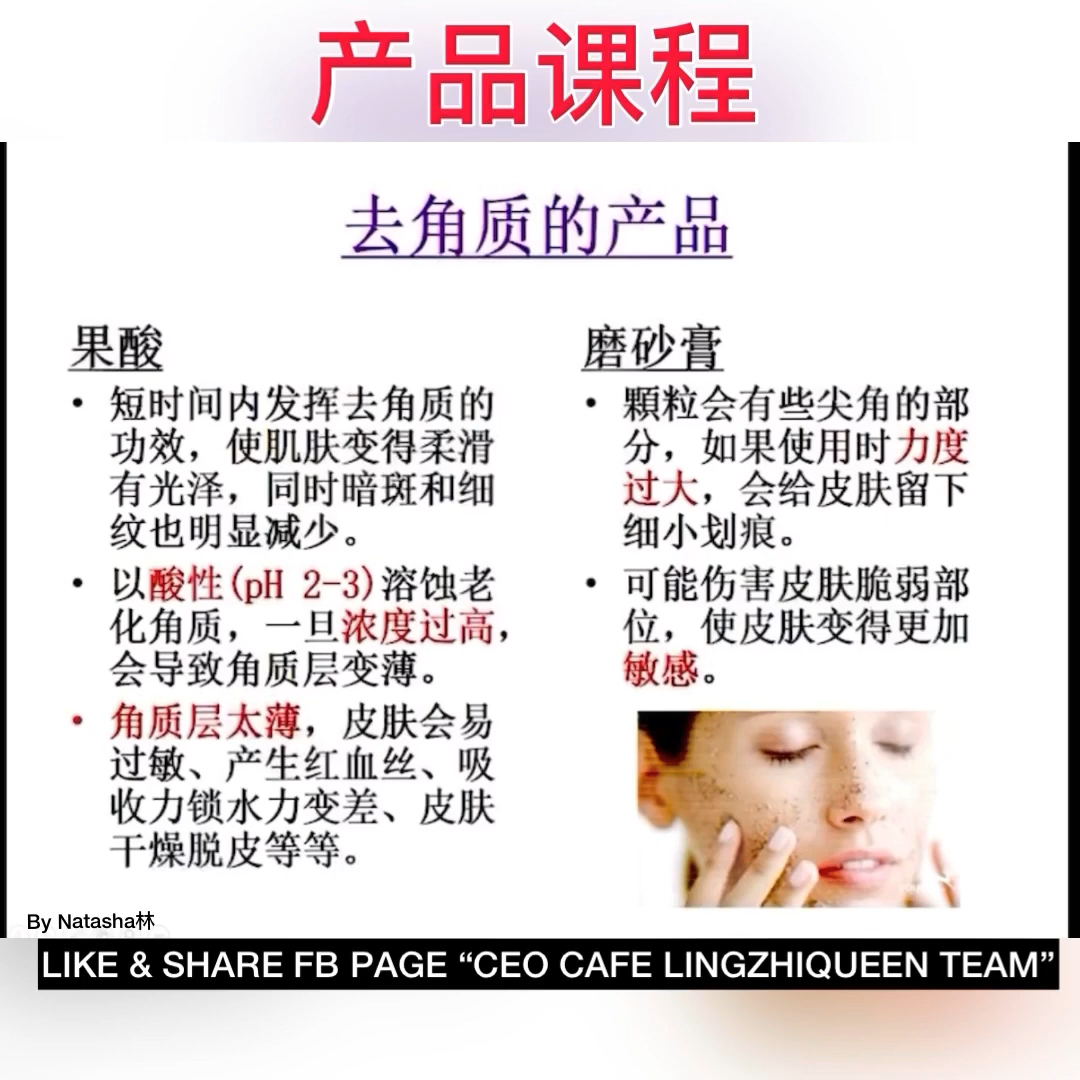 产品课程
去角质的产品
果酸
• 短时间内发挥去角质的
功效，使肌肤变得柔滑
有光泽，同时暗斑和细
纹也明显减少。
• 以酸性(pH 2-3)溶蚀老
化角质，一旦浓度过高，
会导致角质层变薄。
• 角质层太薄，皮肤会易
过敏、产生红血丝、吸
收力锁水力变差、皮肤
干燥脱皮等等。
磨砂膏
• 顆粒会有些尖角的部
分，如果使用时力度
过大，会给皮肤留下
细小划痕。
• 可能伤害皮肤脆弱部
位，使皮肤变得更加
敏感。
By Natasha林
LIKE & SHARE FB PAGE “CEO CAFE LINGZHIQUEEN TEAM”